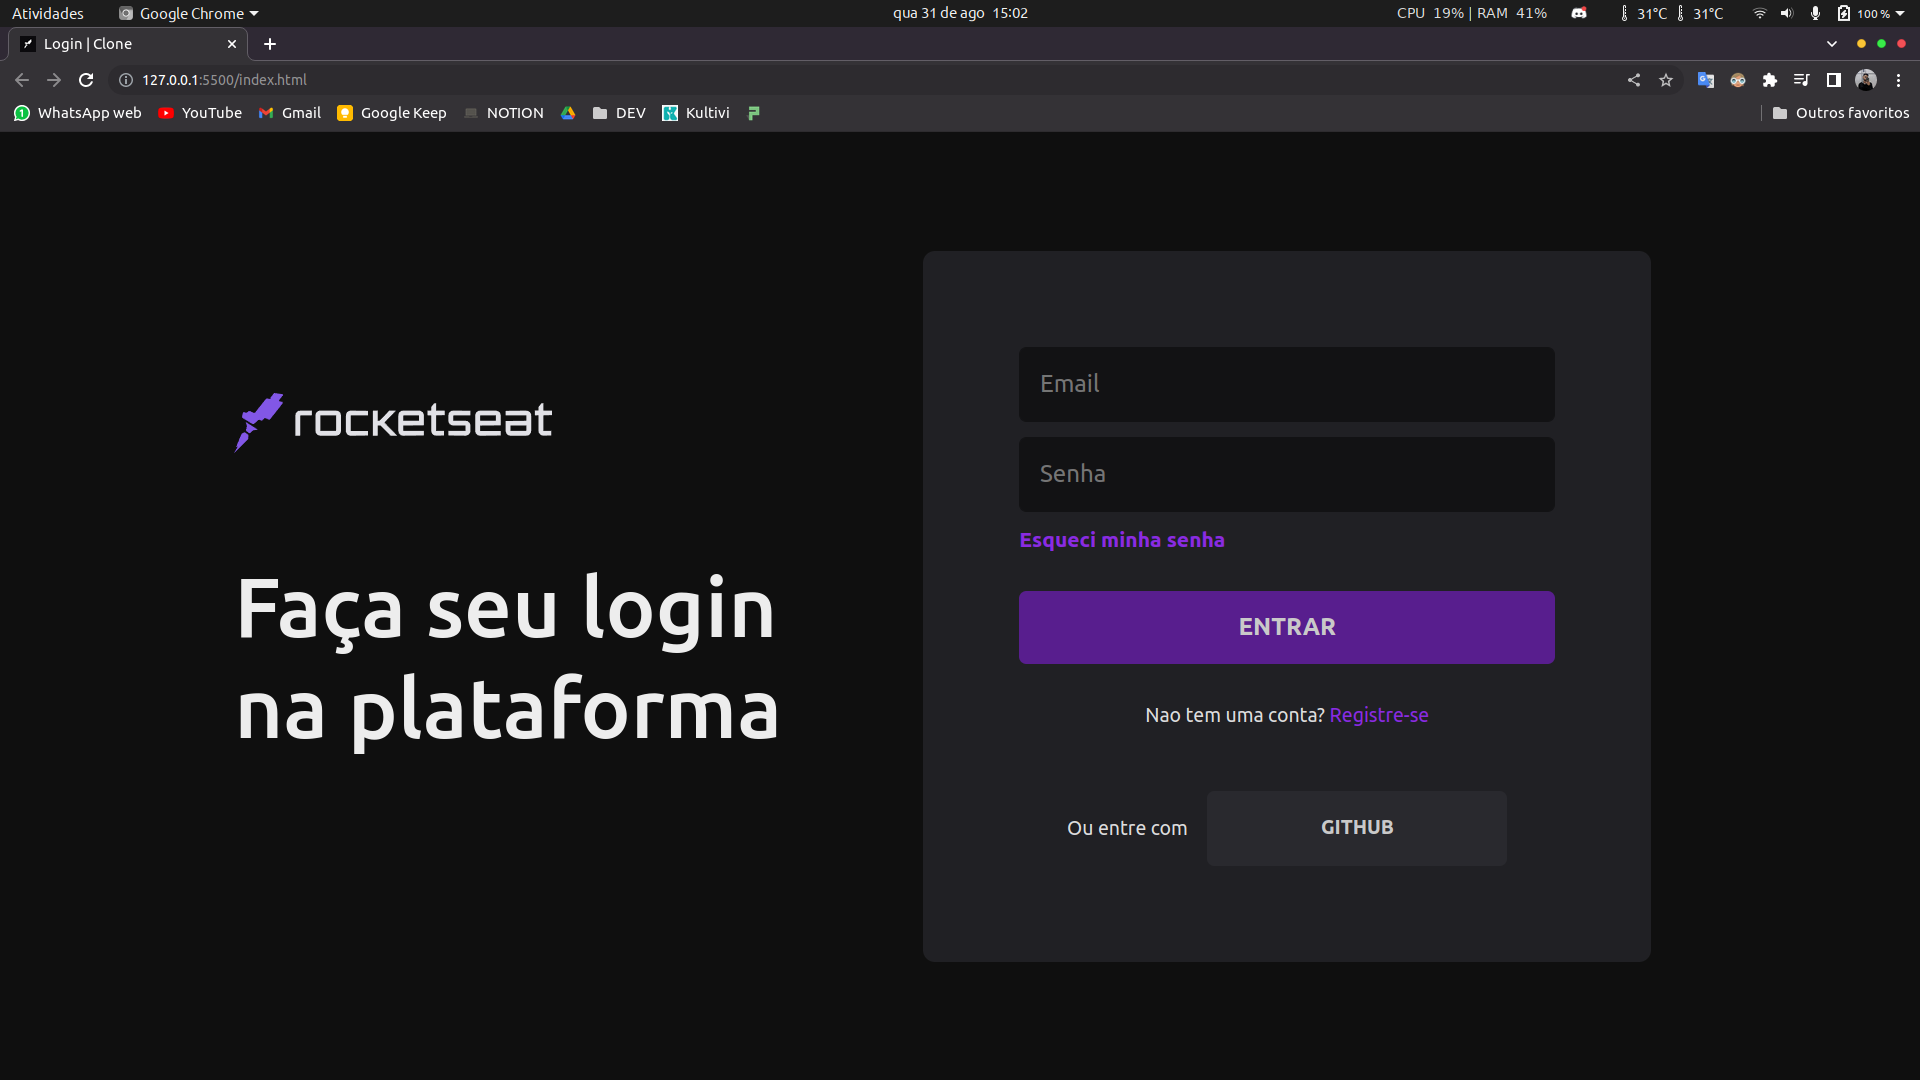 Atividades Google Chrome qua 31 de ago 15:02 CPU 19% | RAM 41% 31°C 31°C 100 %
Login | Clone
127.0.0.1:5500/index.html
WhatsApp web YouTube Gmail Google Keep NOTION DEV Kultivi Outros favoritos
rocketseat
Faça seu login
na plataforma
Email
Senha
Esqueci minha senha
ENTRAR
Nao tem uma conta? Registre-se
Ou entre com GITHUB